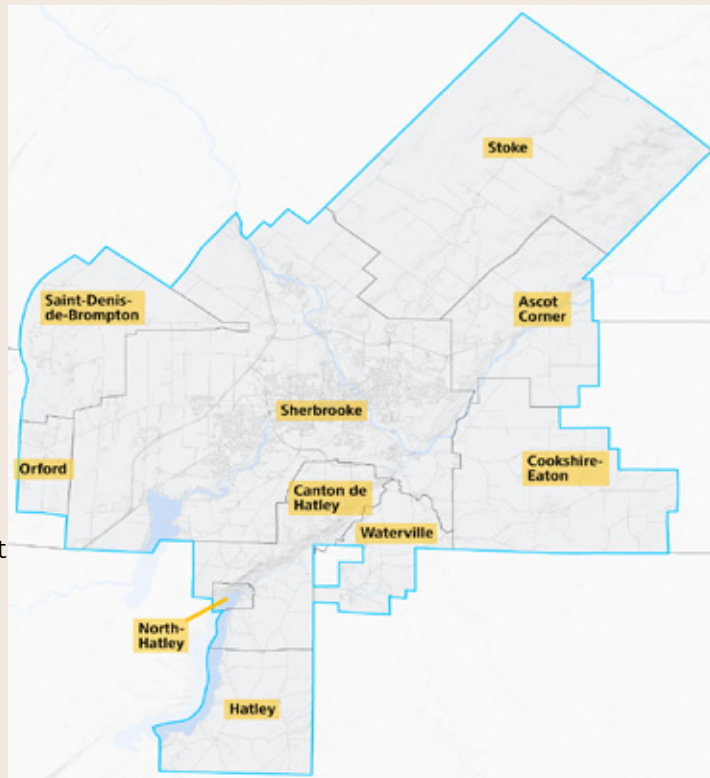 Stoke
Saint-Denis-
de-Brompton
Ascot
Corner
Sherbrooke
Orford
Cookshire-
Eaton
Canton de
Hatley
Waterville
t
North-
Hatley
Hatley